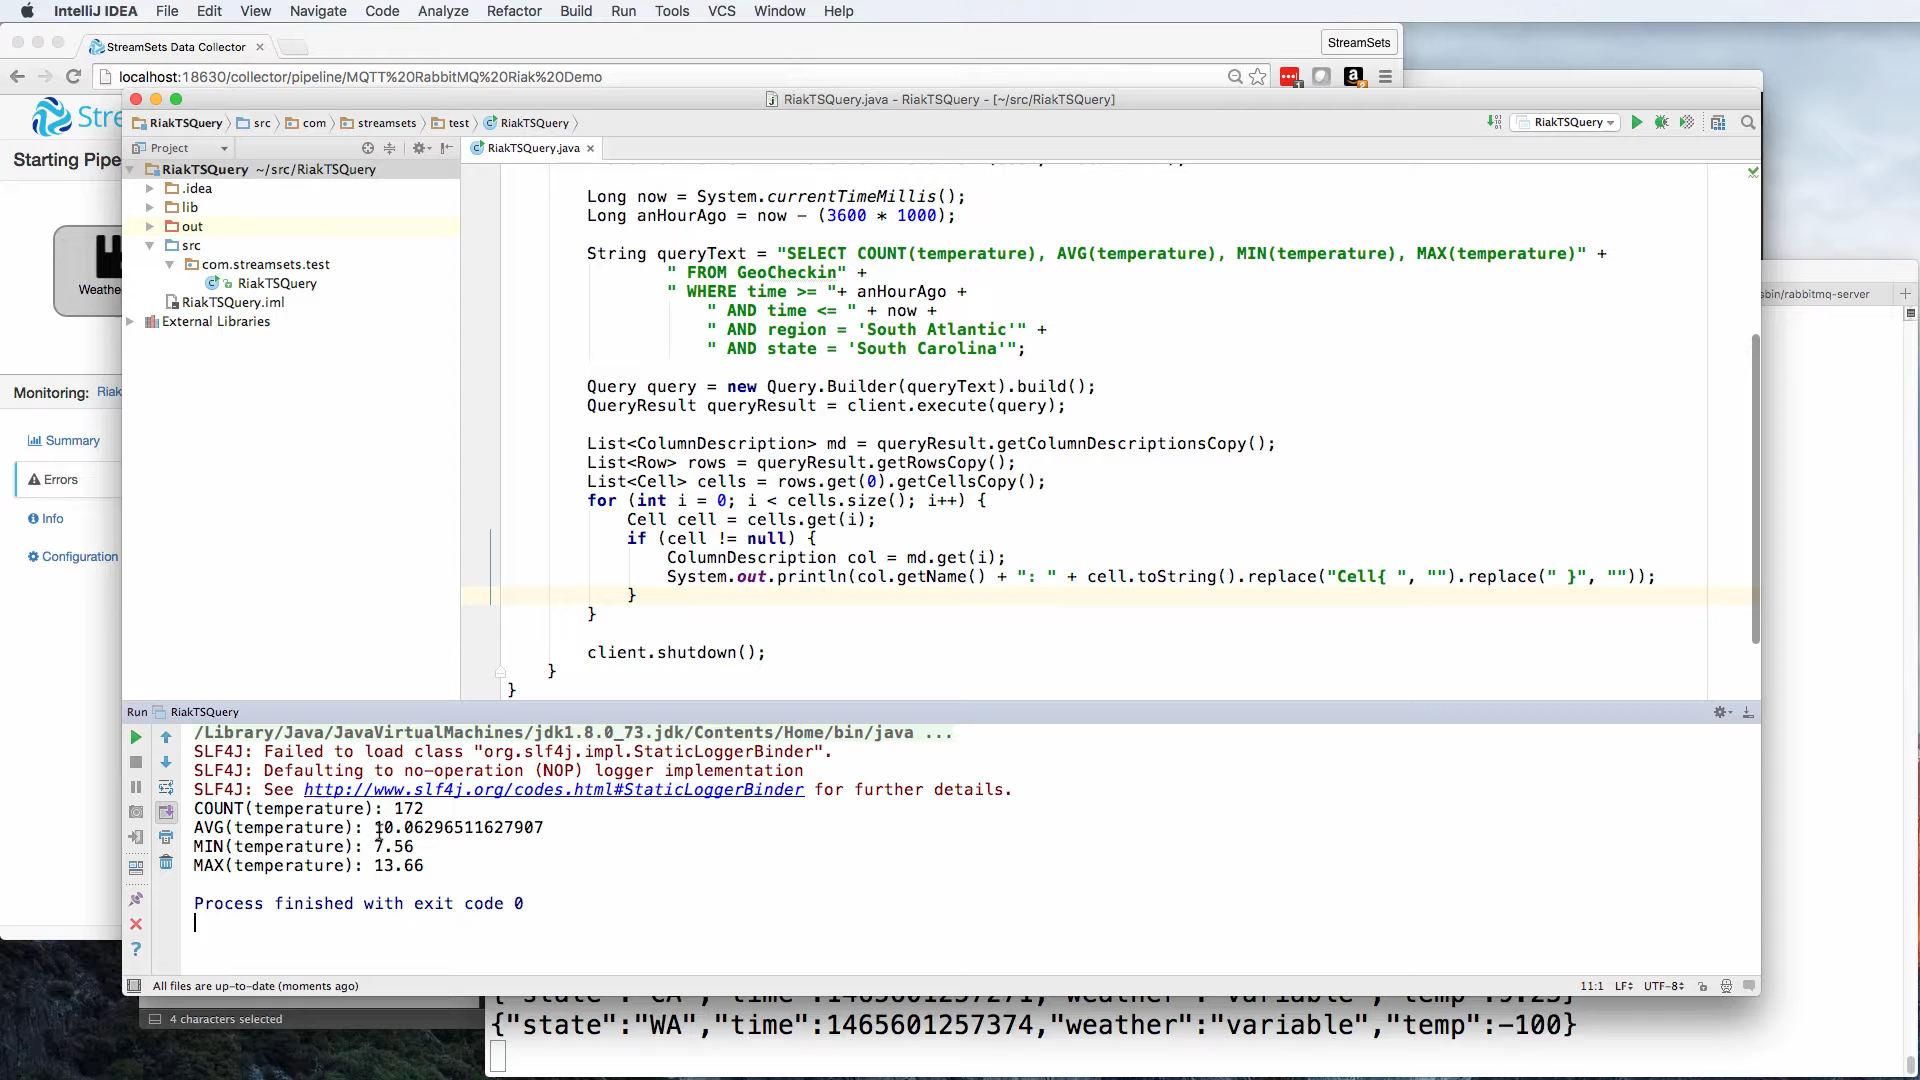 IntelliJ IDEA File Edit View Navigate Code Analyze Refactor Build Run Tools VCS Window Help
StreamSets Data Collector
StreamSets
localhost:18630/collector/pipeline/MQTT%20RabbitMQ%20Riak%20Demo
RiakTSQuery.java - RiakTSQuery - [~/src/RiakTSQuery]
Stre
RiakTSQuery src com streamsets test RiakTSQuery
RiakTSQuery
Starting Pipe
Project
RiakTSQuery.java
RiakTSQuery ~/src/RiakTSQuery
.idea
lib
out
src
com.streamsets.test
RiakTSQuery
RiakTSQuery.iml
External Libraries
Weathe
Monitoring: Riak
Summary
Errors
Info
Configuration
Long now = System.currentTimeMillis();
Long anHourAgo = now - (3600 * 1000);
String queryText = "SELECT COUNT(temperature), AVG(temperature), MIN(temperature), MAX(temperature)" +
" FROM GeoCheckin" +
" WHERE time >= "+ anHourAgo +
" AND time <= " + now +
" AND region = 'South Atlantic'" +
" AND state = 'South Carolina'";
Query query = new Query.Builder(queryText).build();
QueryResult queryResult = client.execute(query);
List<ColumnDescription> md = queryResult.getColumnDescriptionsCopy();
List<Row> rows = queryResult.getRowsCopy();
List<Cell> cells = rows.get(0).getCellsCopy();
for (int i = 0; i < cells.size(); i++) {
Cell cell = cells.get(i);
if (cell != null) {
ColumnDescription col = md.get(i);
System.out.println(col.getName() + ": " + cell.toString().replace("Cell{ ", "").replace(" }", ""));
}
}
client.shutdown();
}
}
sbin/rabbitmq-server
Run RiakTSQuery
/Library/Java/JavaVirtualMachines/jdk1.8.0_73.jdk/Contents/Home/bin/java ...
SLF4J: Failed to load class "org.slf4j.impl.StaticLoggerBinder".
SLF4J: Defaulting to no-operation (NOP) logger implementation
SLF4J: See http://www.slf4j.org/codes.html#StaticLoggerBinder for further details.
COUNT(temperature): 172
AVG(temperature): 10.06296511627907
MIN(temperature): 7.56
MAX(temperature): 13.66
Process finished with exit code 0
All files are up-to-date (moments ago)
11:1 LF UTF-8
4 characters selected
{"state":"WA","time":1465601257374,"weather":"variable","temp":-100}